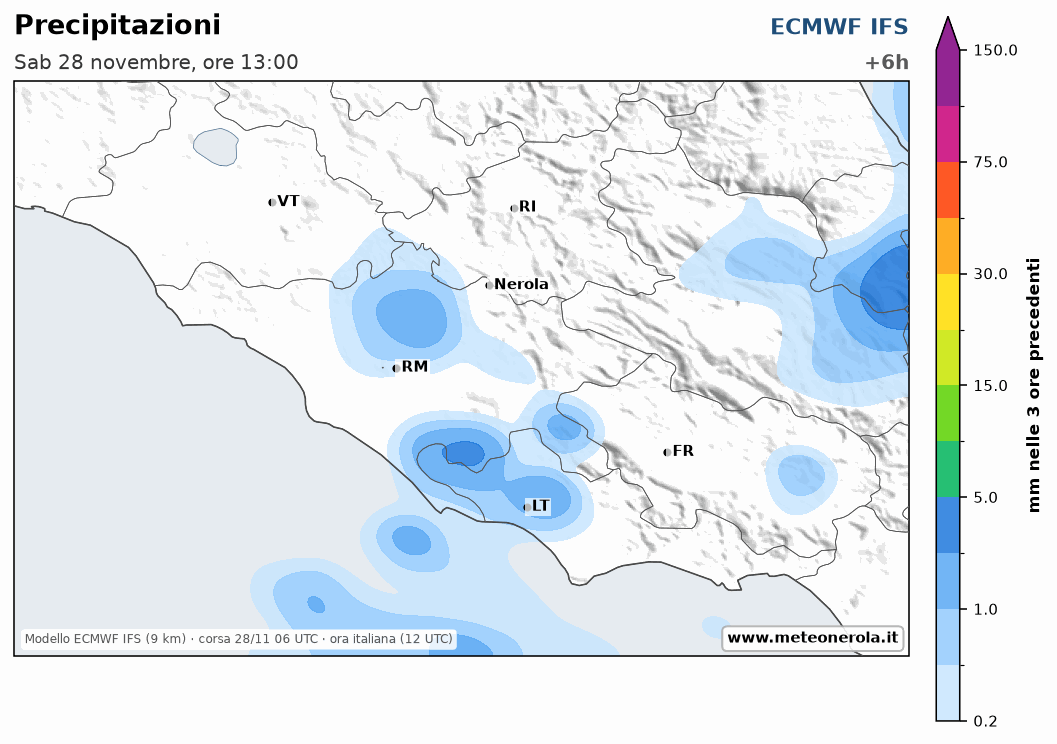 Precipitazioni
ECMWF IFS
Sab 28 novembre, ore 13:00
+6h
VT
RI
Nerola
RM
FR
LT
Modello ECMWF IFS (9 km) · corsa 28/11 06 UTC · ora italiana (12 UTC)
www.meteonerola.it
150.0
75.0
30.0
15.0
5.0
1.0
0.2
mm nelle 3 ore precedenti